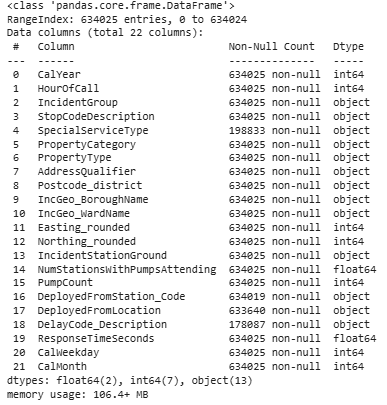 <class 'pandas.core.frame.DataFrame'>
RangeIndex: 634025 entries, 0 to 634024
Data columns (total 22 columns):
 #   Column                     Non-Null Count   Dtype
---  ------                     --------------   -----
 0   CalYear                    634025 non-null  int64
 1   HourOfCall                 634025 non-null  int64
 2   IncidentGroup              634025 non-null  object
 3   StopCodeDescription        634025 non-null  object
 4   SpecialServiceType         198833 non-null  object
 5   PropertyCategory           634025 non-null  object
 6   PropertyType               634025 non-null  object
 7   AddressQualifier           634025 non-null  object
 8   Postcode_district          634025 non-null  object
 9   IncGeo_BoroughName         634025 non-null  object
 10  IncGeo_WardName            634025 non-null  object
 11  Easting_rounded            634025 non-null  int64
 12  Northing_rounded           634025 non-null  int64
 13  IncidentStationGround      634025 non-null  object
 14  NumStationsWithPumpsAttending  634025 non-null  float64
 15  PumpCount                  634025 non-null  int64
 16  DeployedFromStation_Code   634019 non-null  object
 17  DeployedFromLocation       633640 non-null  object
 18  DelayCode_Description      178087 non-null  object
 19  ResponseTimeSeconds        634025 non-null  float64
 20  CalWeekday                 634025 non-null  int64
 21  CalMonth                   634025 non-null  int64
dtypes: float64(2), int64(7), object(13)
memory usage: 106.4+ MB